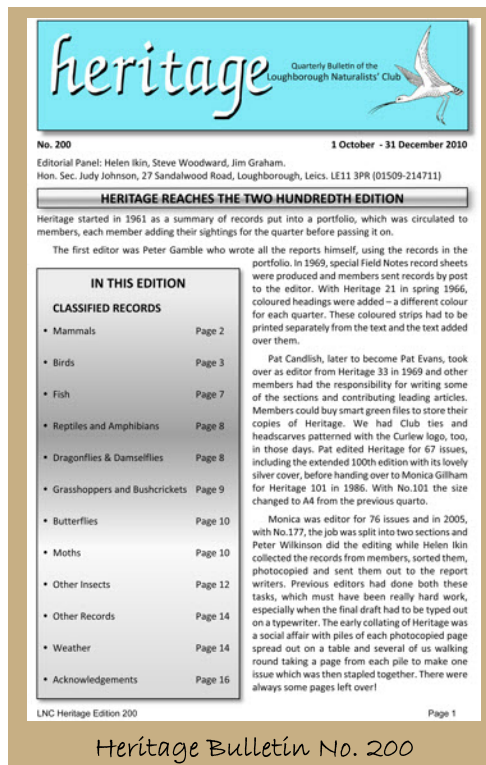 heritage
Quarterly Bulletin of the
Loughborough Naturalists' Club
No. 200 1 October - 31 December 2010
Editorial Panel: Helen Ikin, Steve Woodward, Jim Graham.
Hon. Sec. Judy Johnson, 27 Sandalwood Road, Loughborough, Leics. LE11 3PR (01509-214711)
HERITAGE REACHES THE TWO HUNDREDTH EDITION
Heritage started in 1961 as a summary of records put into a portfolio, which was circulated to
members, each member adding their sightings for the quarter before passing it on.
The first editor was Peter Gamble who wrote all the reports himself, using the records in the
portfolio. In 1969, special Field Notes record sheets
were produced and members sent records by post
to the editor. With Heritage 21 in spring 1966,
coloured headings were added – a different colour
for each quarter. These coloured strips had to be
printed separately from the text and the text added
over them.
Pat Candlish, later to become Pat Evans, took
over as editor from Heritage 33 in 1969 and other
members had the responsibility for writing some
of the sections and contributing leading articles.
Members could buy smart green files to store their
copies of Heritage. We had Club ties and
headscarves patterned with the Curlew logo, too,
in those days. Pat edited Heritage for 67 issues,
including the extended 100th edition with its lovely
silver cover, before handing over to Monica Gillham
for Heritage 101 in 1986. With No.101 the size
changed to A4 from the previous quarto.
Monica was editor for 76 issues and in 2005,
with No.177, the job was split into two sections and
Peter Wilkinson did the editing while Helen Ikin
collected the records from members, sorted them,
photocopied and sent them out to the report
writers. Previous editors had done both these
tasks, which must have been really hard work,
especially when the final draft had to be typed out
on a typewriter. The early collating of Heritage was
a social affair with piles of each photocopied page
spread out on a table and several of us walking
round taking a page from each pile to make one
issue which was then stapled together. There were
always some pages left over!
IN THIS EDITION
CLASSIFIED RECORDS
• Mammals Page 2
• Birds Page 3
• Fish Page 7
• Reptiles and Amphibians Page 8
• Dragonflies & Damselflies Page 8
• Grasshoppers and Bushcrickets Page 9
• Butterflies Page 10
• Moths Page 10
• Other Insects Page 12
• Other Records Page 14
• Weather Page 14
• Acknowledgements Page 16
LNC Heritage Edition 200 Page 1
Heritage Bulletin No. 200